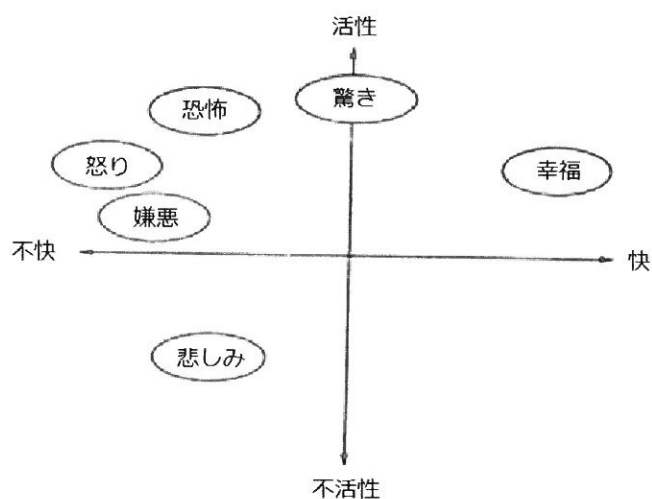 活性
驚き
恐怖
怒り
幸福
嫌悪
不快
快
悲しみ
不活性